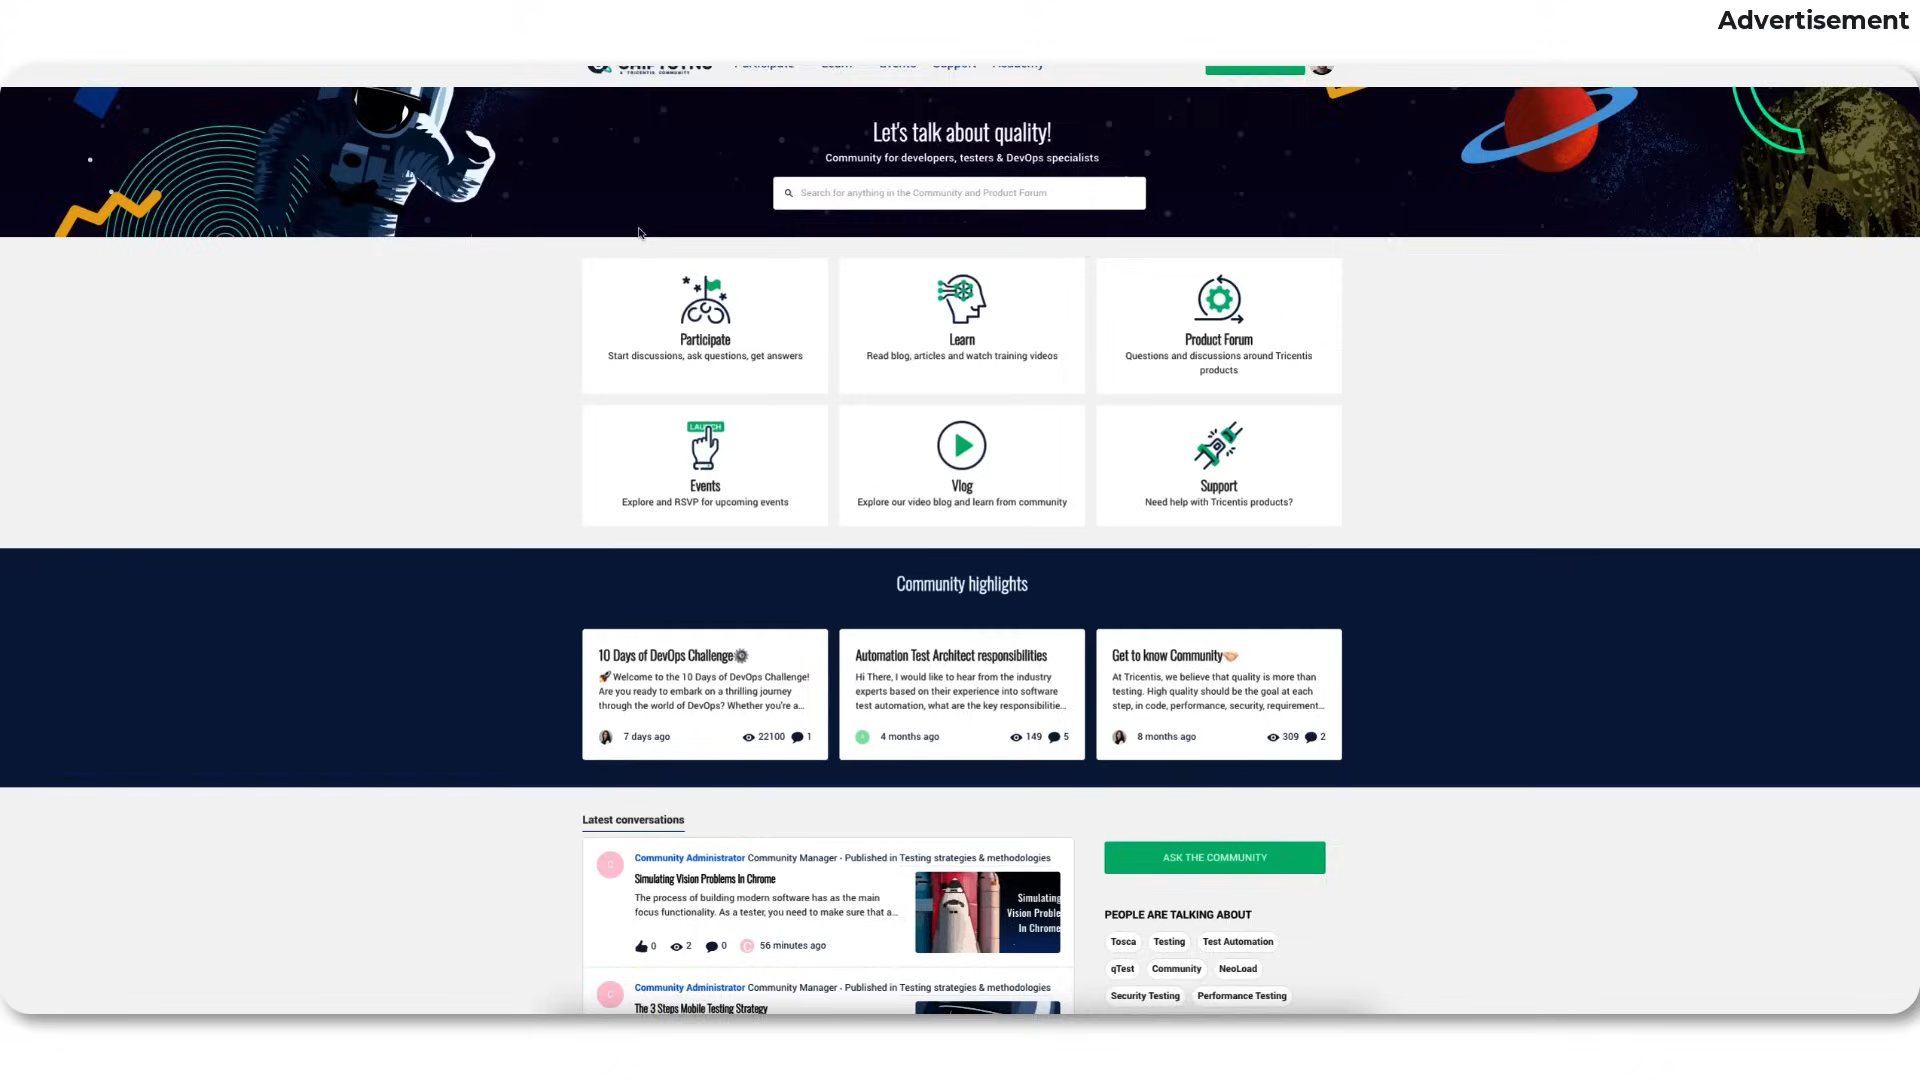 Advertisement
A TRICENTIS COMMUNITY
Let's talk about quality!
Community for developers, testers & DevOps specialists
Search for anything in the Community and Product Forum
Participate
Start discussions, ask questions, get answers
Learn
Read blog, articles and watch training videos
Product Forum
Questions and discussions around Tricentis
products
LAUNCH
Events
Explore and RSVP for upcoming events
Vlog
Explore our video blog and learn from community
Support
Need help with Tricentis products?
Community highlights
10 Days of DevOps Challenge
Welcome to the 10 Days of DevOps Challenge!
Are you ready to embark on a thrilling journey
through the world of DevOps? Whether you're a...
7 days ago 22100 1
Automation Test Architect responsibilities
Hi There, I would like to hear from the industry
experts based on their experience into software
test automation, what are the key responsibilitie...
4 months ago 149 5
Get to know Community
At Tricentis, we believe that quality is more than
testing. High quality should be the goal at each
step, in code, performance, security, requirement...
8 months ago 309 2
Latest conversations
C
Community Administrator Community Manager · Published in Testing strategies & methodologies
Simulating Vision Problems In Chrome
The process of building modern software has as the main
focus functionality. As a tester, you need to make sure that a...
0 2 0 C 56 minutes ago
Simulating
Vision Proble
In Chrome
C
Community Administrator Community Manager · Published in Testing strategies & methodologies
The 3 Steps Mobile Testing Strategy
ASK THE COMMUNITY
PEOPLE ARE TALKING ABOUT
Tosca Testing Test Automation
qTest Community NeoLoad
Security Testing Performance Testing